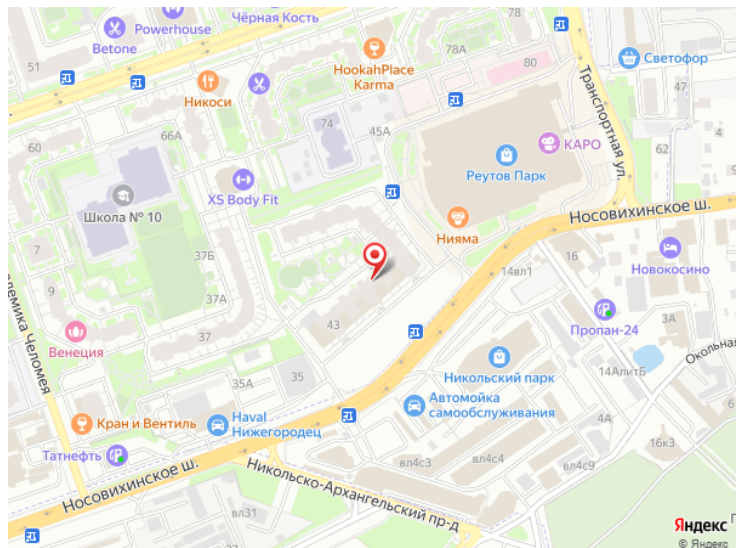 Чёрная Кость
Powerhouse
Betone
51
78А
80
HookahPlace
Karma
Светофор
47
Никоси
60
66А
74
45А
62
4
Транспортная ул.
КАРО
Реутов Парк
XS Body Fit
Школа № 10
Нияма
Носовихинское ш.
7
37Б
9
37А
14вл1
16
Новокосино
3А
Пропан-24
43
37
Венеция
35А
35
Никольский парк
14АлитБ
Окольная
Автомойка
самообслуживания
4А
Кран и Вентиль
Haval
Нижегородец
Татнефть
вл4с3
вл4с9
16к3
6
Носовихинское ш.
Никольско-Архангельский пр-д
вл31
Яндекс
© Яндекс